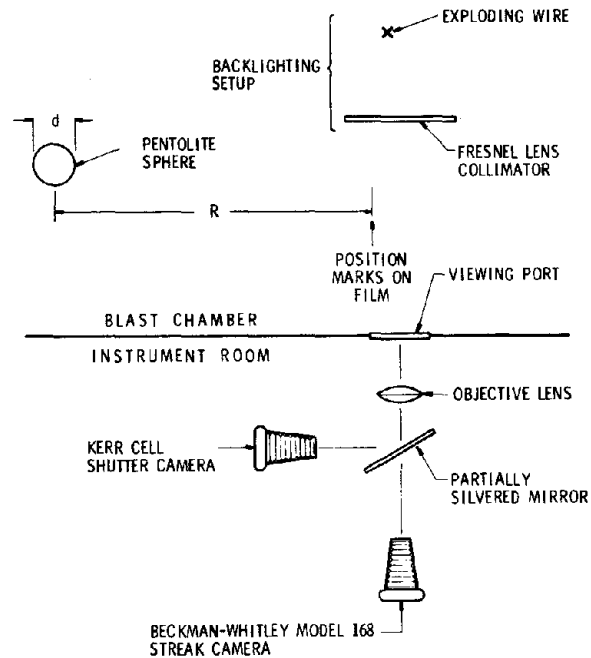 EXPLODING WIRE
BACKLIGHTING
SETUP
d
PENTOLITE
SPHERE
FRESNEL LENS
COLLIMATOR
R
POSITION
MARKS ON
FILM
VIEWING PORT
BLAST CHAMBER
INSTRUMENT ROOM
OBJECTIVE LENS
KERR CELL
SHUTTER CAMERA
PARTIALLY
SILVERED MIRROR
BECKMAN-WHITLEY MODEL 168
STREAK CAMERA